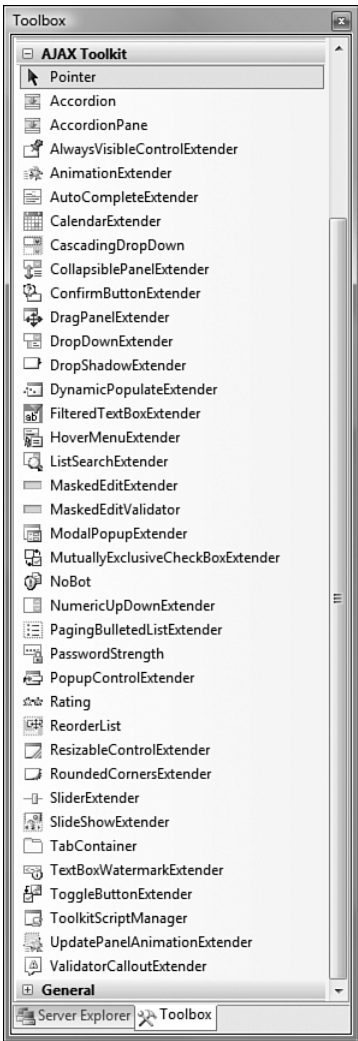 Toolbox
AJAX Toolkit
Pointer
Accordion
AccordionPane
AlwaysVisibleControlExtender
AnimationExtender
AutoCompleteExtender
CalendarExtender
CascadingDropDown
CollapsiblePanelExtender
ConfirmButtonExtender
DragPanelExtender
DropDownExtender
DropShadowExtender
DynamicPopulateExtender
FilteredTextBoxExtender
HoverMenuExtender
ListSearchExtender
MaskedEditExtender
MaskedEditValidator
ModalPopupExtender
MutuallyExclusiveCheckBoxExtender
NoBot
NumericUpDownExtender
PagingBulletedListExtender
PasswordStrength
PopupControlExtender
Rating
ReorderList
ResizableControlExtender
RoundedCornersExtender
SliderExtender
SlideShowExtender
TabContainer
TextBoxWatermarkExtender
ToggleButtonExtender
ToolkitScriptManager
UpdatePanelAnimationExtender
ValidatorCalloutExtender
General
Server Explorer Toolbox